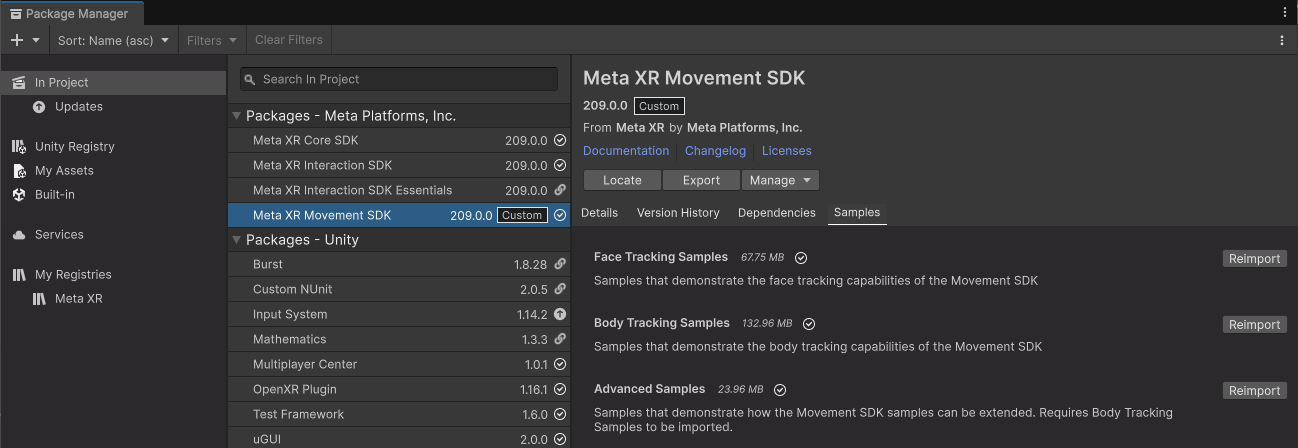 Package Manager
Sort: Name (asc) Filters Clear Filters
In Project
Updates
Unity Registry
My Assets
Built-in
Services
My Registries
Meta XR
Search In Project
Packages - Meta Platforms, Inc.
Meta XR Core SDK 209.0.0
Meta XR Interaction SDK 209.0.0
Meta XR Interaction SDK Essentials 209.0.0
Meta XR Movement SDK 209.0.0 Custom
Packages - Unity
Burst 1.8.28
Custom NUnit 2.0.5
Input System 1.14.2
Mathematics 1.3.3
Multiplayer Center 1.0.1
OpenXR Plugin 1.16.1
Test Framework 1.6.0
uGUI 2.0.0
Meta XR Movement SDK
209.0.0 Custom
From Meta XR by Meta Platforms, Inc.
Documentation Changelog Licenses
Locate Export Manage
Details Version History Dependencies Samples
Face Tracking Samples 67.75 MB Reimport
Samples that demonstrate the face tracking capabilities of the Movement SDK
Body Tracking Samples 132.96 MB Reimport
Samples that demonstrate the body tracking capabilities of the Movement SDK
Advanced Samples 23.96 MB Reimport
Samples that demonstrate how the Movement SDK samples can be extended. Requires Body Tracking
Samples to be imported.